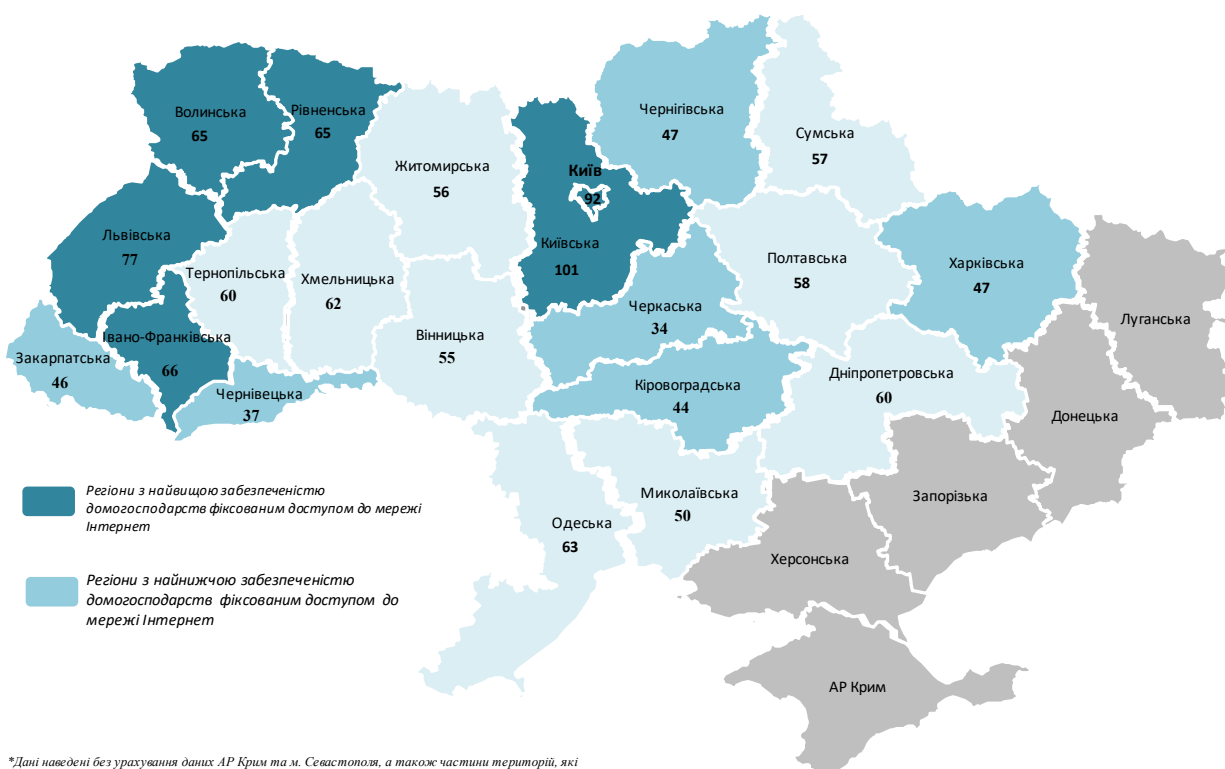 Волинська
65
Рівненська
65
Житомирська
56
Київ
92
Київська
101
Чернігівська
47
Сумська
57
Львівська
77
Тернопільська
60
Хмельницька
62
Вінницька
55
Черкаська
34
Полтавська
58
Харківська
47
Луганська
Закарпатська
46
Івано-Франківська
66
Чернівецька
37
Кіровоградська
44
Дніпропетровська
60
Донецька
Одеська
63
Миколаївська
50
Запорізька
Херсонська
АР Крим
Регіони з найвищою забезпеченістю
домогосподарств фіксованим доступом до мережі
Інтернет
Регіони з найнижчою забезпеченістю
домогосподарств фіксованим доступом до
мережі Інтернет
*Дані наведені без урахування даних АР Крим та м. Севастополя, а також частини територій, які